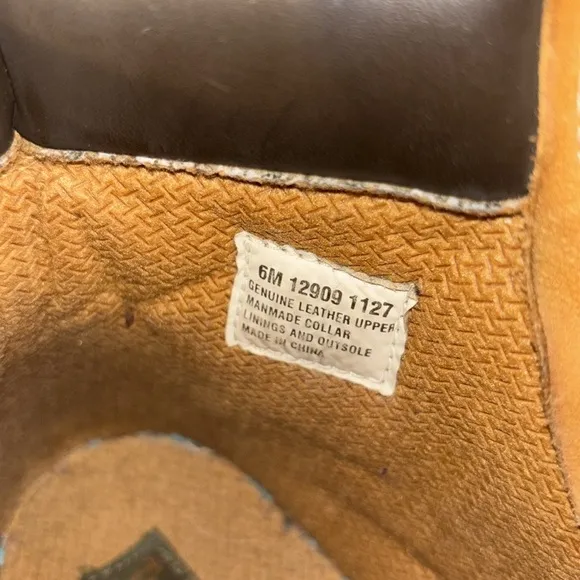 6M 12909 1127
GENUINE LEATHER UPPER
MANMADE COLLAR
LININGS AND OUTSOLE
MADE IN CHINA